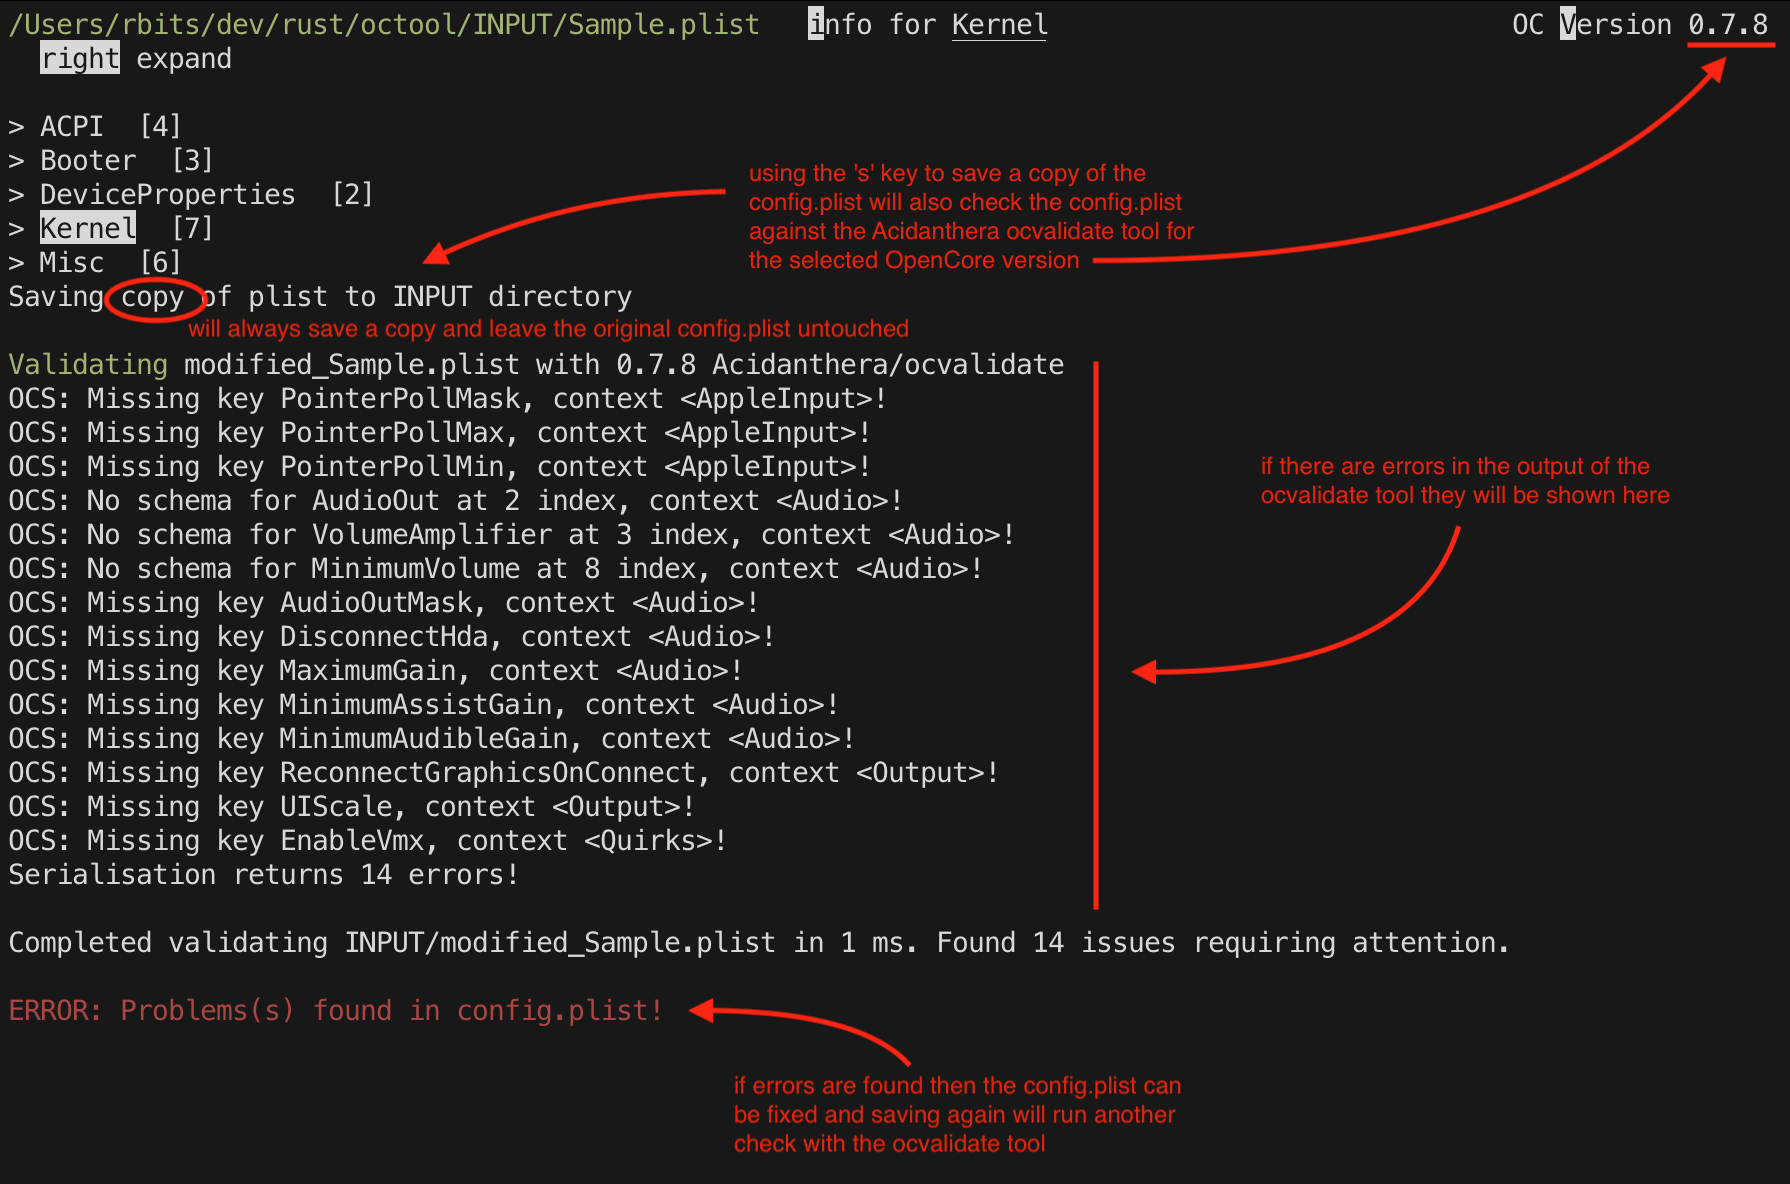 /Users/rbits/dev/rust/octool/INPUT/Sample.plist   info for Kernel   OC Version 0.7.8
right expand
> ACPI  [4]
> Booter  [3]
> DeviceProperties  [2]
> Kernel  [7]
> Misc  [6]
using the 's' key to save a copy of the
config.plist will also check the config.plist
against the Acidanthera ocvalidate tool for
the selected OpenCore version
Saving copy of plist to INPUT directory
will always save a copy and leave the original config.plist untouched
Validating modified_Sample.plist with 0.7.8 Acidanthera/ocvalidate
OCS: Missing key PointerPollMask, context <AppleInput>!
OCS: Missing key PointerPollMax, context <AppleInput>!
OCS: Missing key PointerPollMin, context <AppleInput>!
OCS: No schema for AudioOut at 2 index, context <Audio>!
OCS: No schema for VolumeAmplifier at 3 index, context <Audio>!
OCS: No schema for MinimumVolume at 8 index, context <Audio>!
OCS: Missing key AudioOutMask, context <Audio>!
OCS: Missing key DisconnectHda, context <Audio>!
OCS: Missing key MaximumGain, context <Audio>!
OCS: Missing key MinimumAssistGain, context <Audio>!
OCS: Missing key MinimumAudibleGain, context <Audio>!
OCS: Missing key ReconnectGraphicsOnConnect, context <Output>!
OCS: Missing key UIScale, context <Output>!
OCS: Missing key EnableVmx, context <Quirks>!
Serialisation returns 14 errors!
if there are errors in the output of the
ocvalidate tool they will be shown here
Completed validating INPUT/modified_Sample.plist in 1 ms. Found 14 issues requiring attention.
ERROR: Problems(s) found in config.plist!
if errors are found then the config.plist can
be fixed and saving again will run another
check with the ocvalidate tool